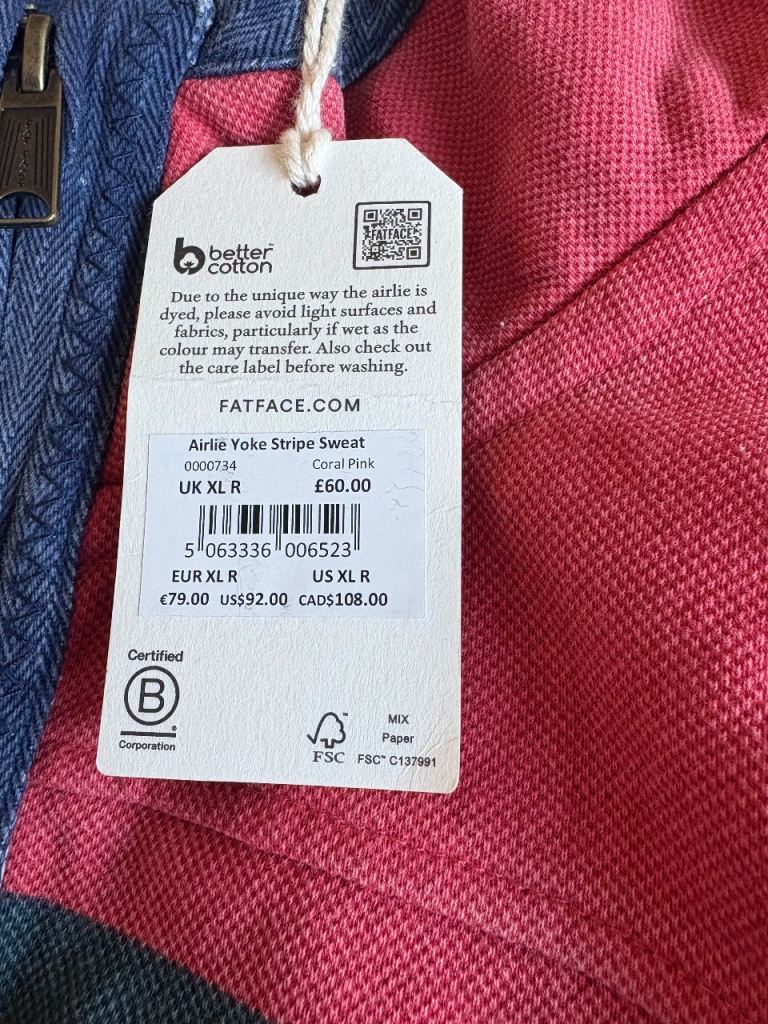 better
cotton™
FATFACE
Due to the unique way the airlie is
dyed, please avoid light surfaces and
fabrics, particularly if wet as the
colour may transfer. Also check out
the care label before washing.
FATFACE.COM
Airlie Yoke Stripe Sweat
0000734 Coral Pink
UK XL R £60.00
5 063336 006523
EUR XL R US XL R
€79.00 US$92.00 CAD$108.00
Certified
B
Corporation
FSC™
MIX
Paper
FSC™ C137991